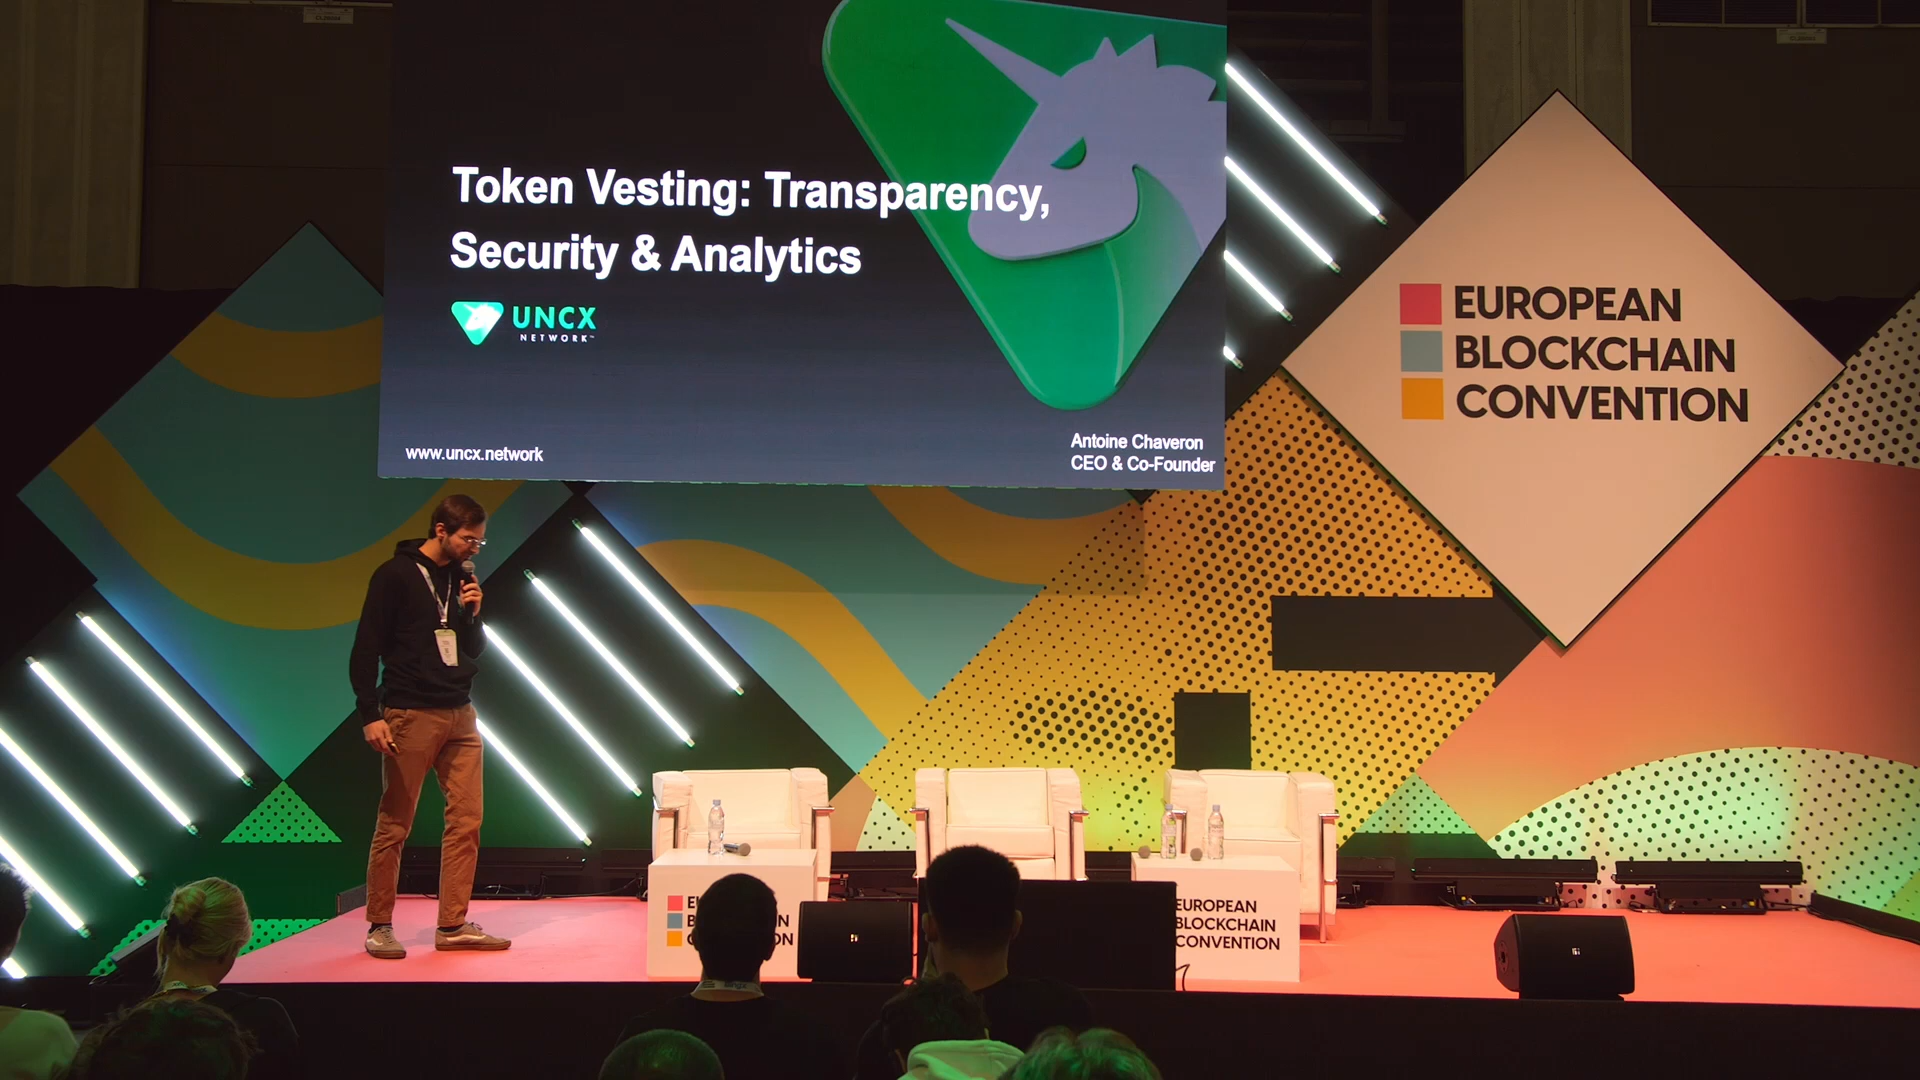 Token Vesting: Transparency,
Security & Analytics
UNCX
NETWORK™
www.uncx.network
Antoine Chaveron
CEO & Co-Founder
EUROPEAN
BLOCKCHAIN
CONVENTION
EUROPEAN
BLOCKCHAIN
CONVENTION